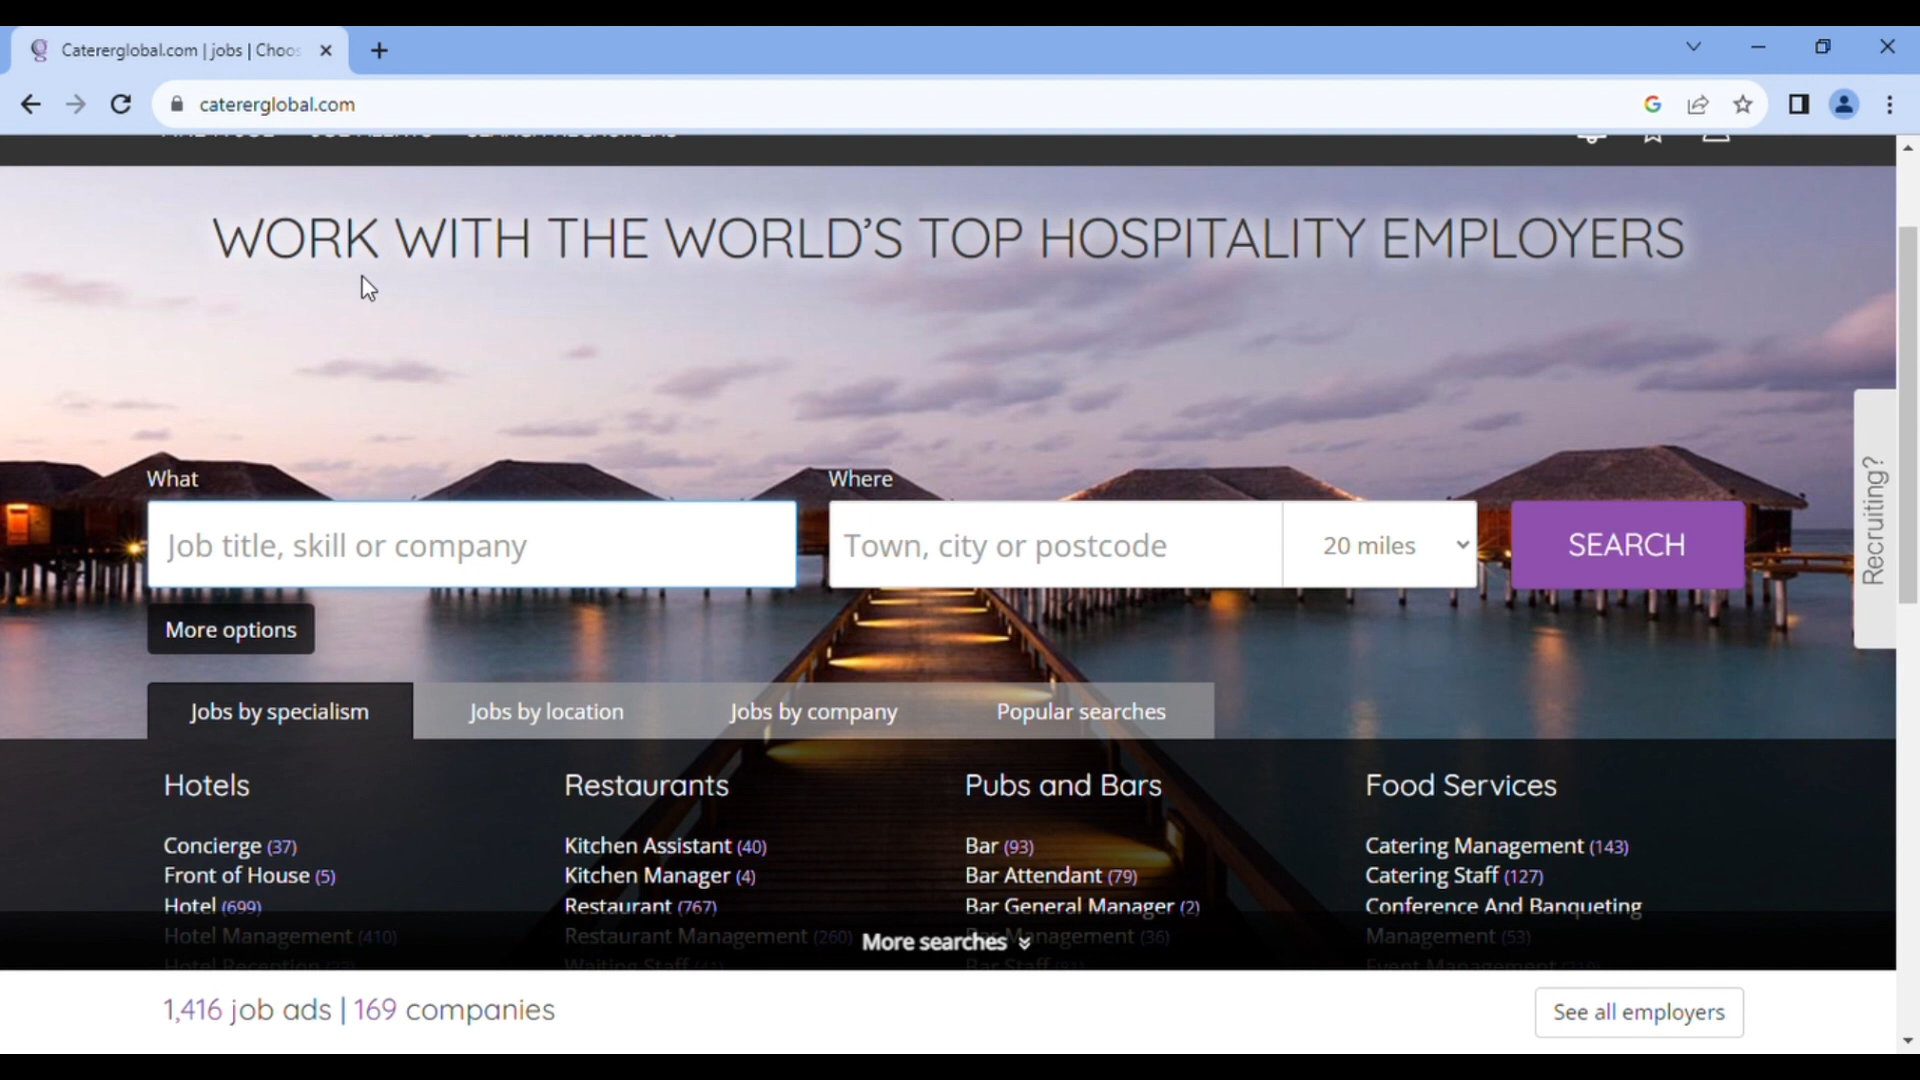 Catererglobal.com | jobs | Choos
catererglobal.com
WORK WITH THE WORLD'S TOP HOSPITALITY EMPLOYERS
What
Where
Job title, skill or company
Town, city or postcode
20 miles
SEARCH
Recruiting?
More options
Jobs by specialism
Jobs by location
Jobs by company
Popular searches
Hotels
Restaurants
Pubs and Bars
Food Services
Concierge (37)
Kitchen Assistant (40)
Bar (93)
Catering Management (143)
Front of House (5)
Kitchen Manager (4)
Bar Attendant (79)
Catering Staff (127)
Hotel (699)
Restaurant (767)
Bar General Manager (2)
Conference And Banqueting
Hotel Management (410)
Restaurant Management (260)
More searches
Management (36)
Management (53)
1,416 job ads | 169 companies
See all employers